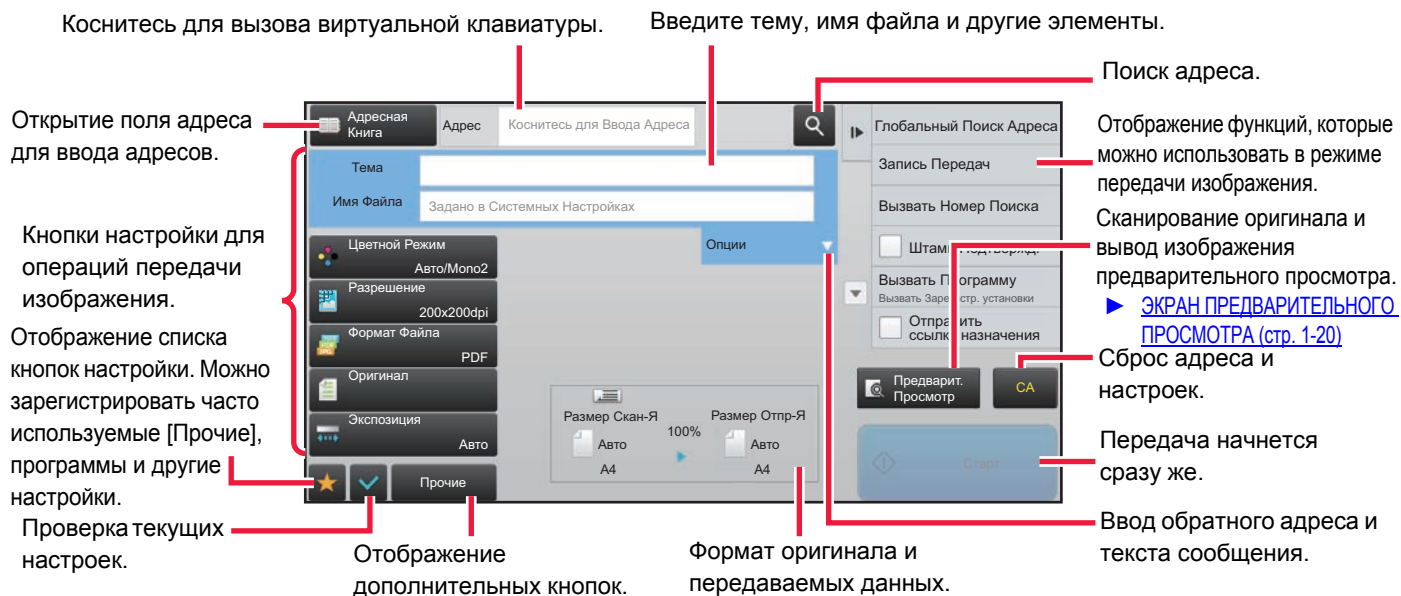 Коснитесь для вызова виртуальной клавиатуры.
Введите тему, имя файла и другие элементы.
Поиск адреса.
Открытие поля адреса
для ввода адресов.
Кнопки настройки для
операций передачи
изображения.
Отображение списка
кнопок настройки. Можно
зарегистрировать часто
используемые [Прочие],
программы и другие
настройки.
Проверка текущих
настроек.
Адресная
Книга
Адрес
Коснитесь для Ввода Адреса
Тема
Имя Файла
Задано в Системных Настройках
Опции
Цветной Режим
Авто/Mono2
Разрешение
200x200dpi
Формат Файла
PDF
Оригинал
Экспозиция
Авто
Прочие
Размер Скан-Я
Авто
A4
100%
Размер Отпр-Я
Авто
A4
Глобальный Поиск Адреса
Запись Передач
Вызвать Номер Поиска
Штамп
Вызвать Программу
Вызвать установки
Отправить
ссылку назначения
Предварит.
Просмотр
CA
Старт
Отображение функций, которые
можно использовать в режиме
передачи изображения.
Сканирование оригинала и
вывод изображения
предварительного просмотра.
► ЭКРАН ПРЕДВАРИТЕЛЬНОГО
ПРОСМОТРА (стр. 1-20)
Сброс адреса и
настроек.
Передача начнется
сразу же.
Ввод обратного адреса и
текста сообщения.
Отображение
дополнительных кнопок.
Формат оригинала и
передаваемых данных.